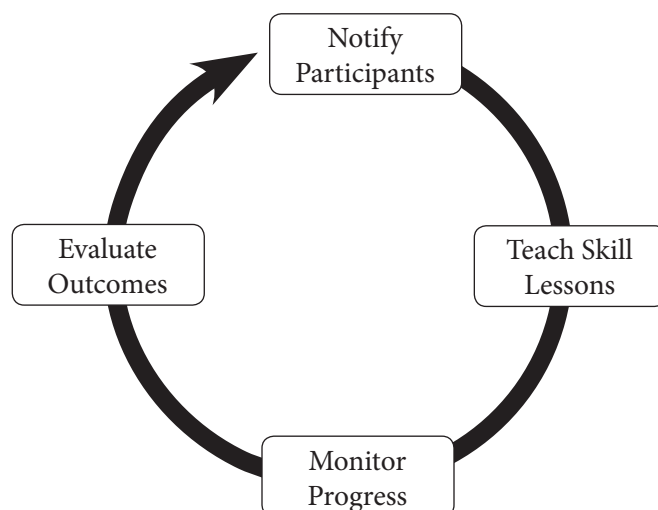 Notify
Participants
Teach Skill
Lessons
Monitor
Progress
Evaluate
Outcomes